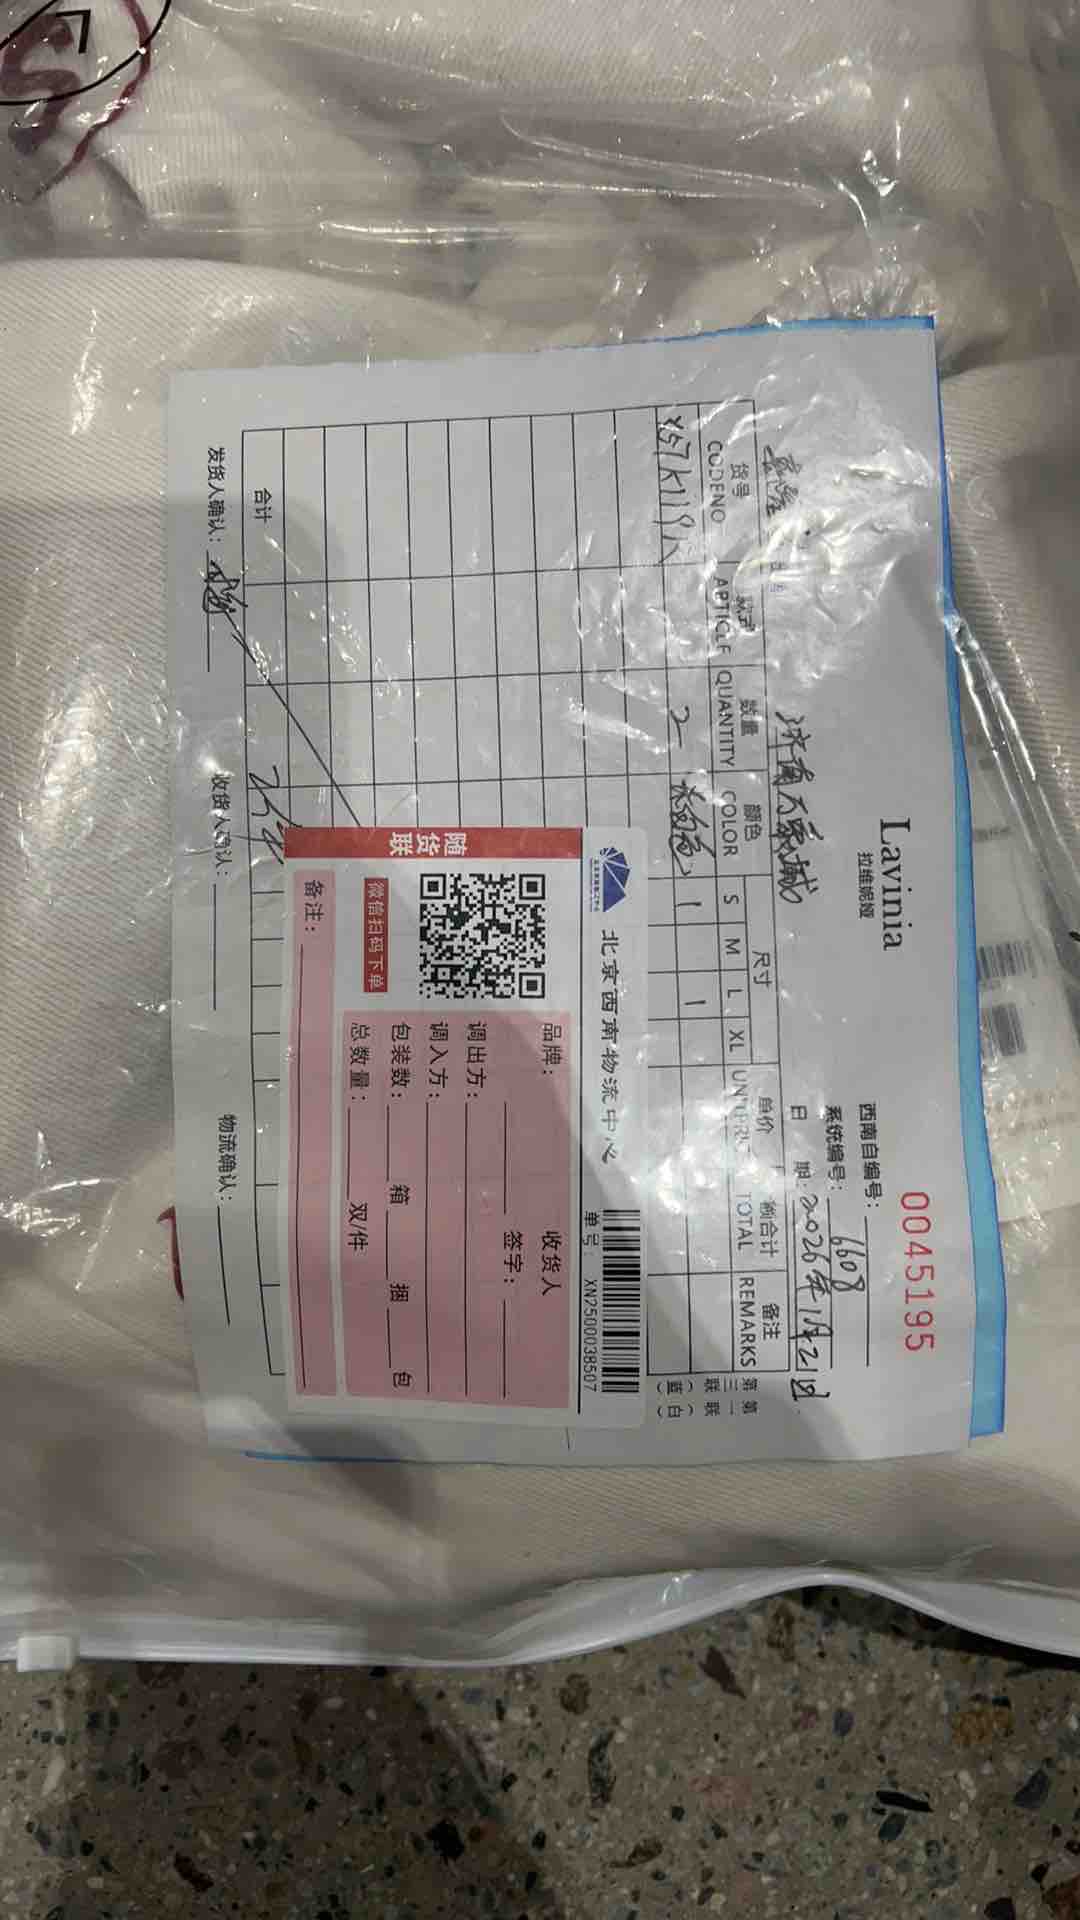 Lavinia
拉维妮娅
0045195
西南自编号:
系统编号: 6608
日 期: 2026年1月21日
济南万象城
货号 款式 数量 颜色 尺寸 单价 备注
CODENO ARTICLE QUANTITY COLOR S M L XL TOTAL REMARKS
2 1 1
合计 2件
发货人确认: 收货人确认: 物流确认:
第一联(白)
第二联(蓝)
北京西南物流中心
单号: XN2500038507
随货联
微信扫码下单
品牌: 收货人
签字:
调出方:
调入方:
包装数: 箱 捆 包
总数量: 双/件
备注: